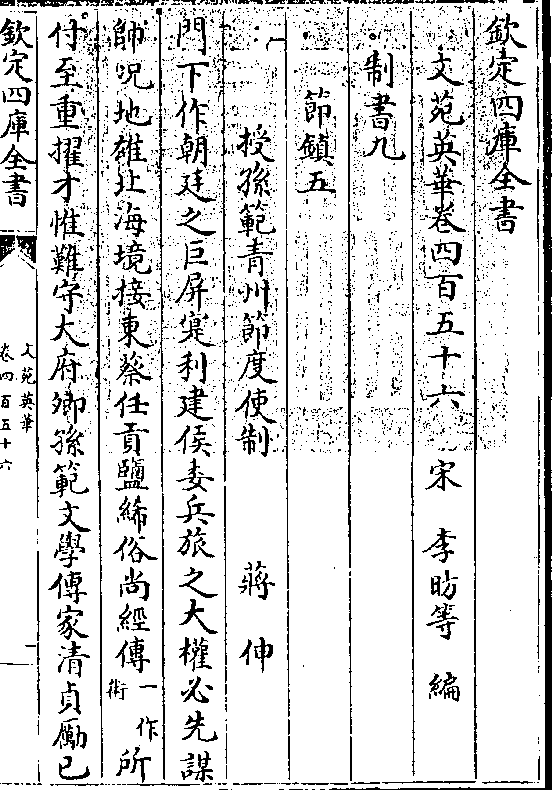 欽定四庫全書
文苑英華卷四百五十六　宋　李昉等　編
制書九
節鎮五
授孫範青州節度使制　蔣伸
門下作朝廷之巨屏寔利建侯委兵旅之大權必先謀
帥況地雄北海境接東蔡任貢鹽絺俗尚經傳一作術所
付至重擢才惟難守大府卿孫範文學傳家清貞勵已
欽定四庫全書
文苑英華
卷四百五十六
一